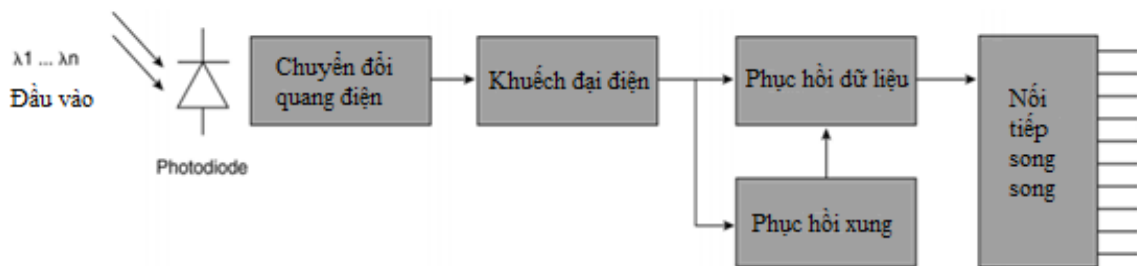 λ1 ... λn
Đầu vào
Photodiode
Chuyển đổi
quang điện
Khuếch đại điện
Phục hồi dữ liệu
Phục hồi xung
Nối
tiếp
song
song